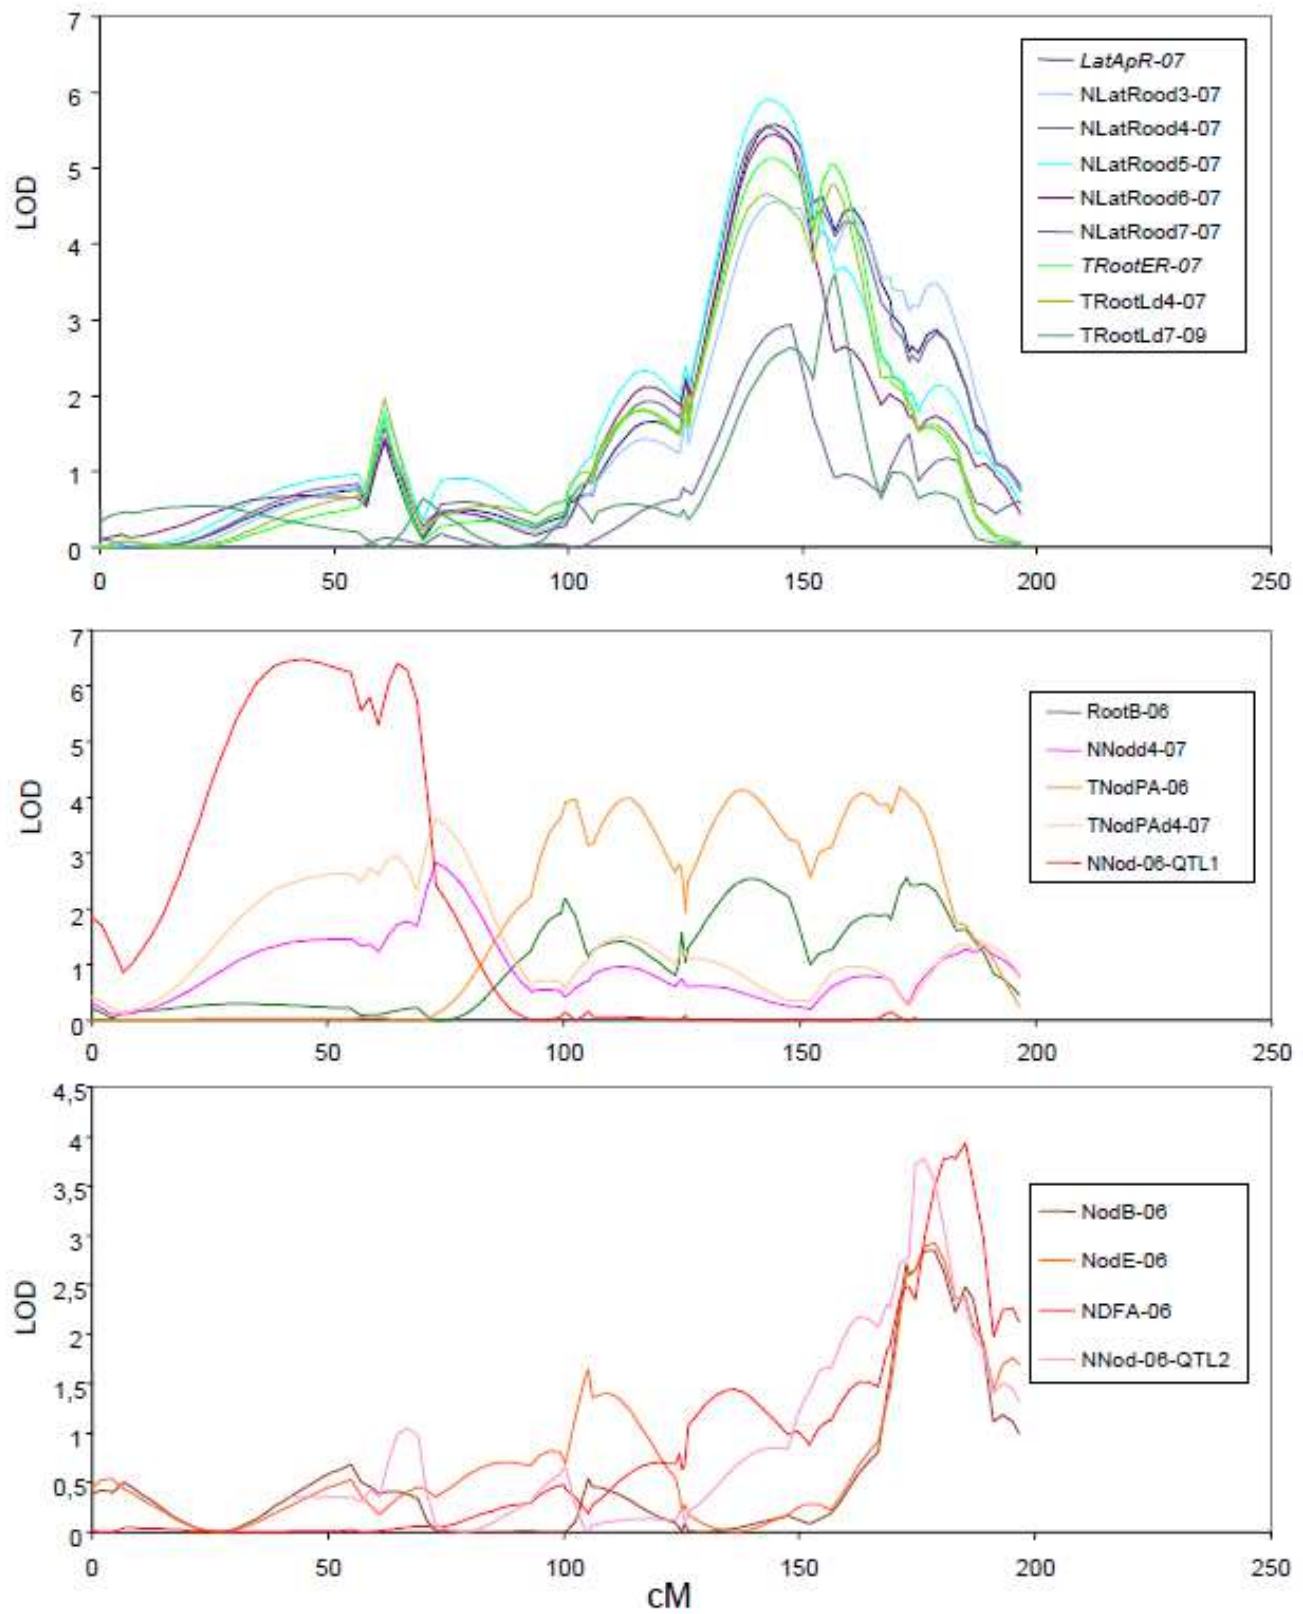 7
6
5
4
3
2
1
0
LOD
0 50 100 150 200 250
LatApR-07
NLatRood3-07
NLatRood4-07
NLatRood5-07
NLatRood6-07
NLatRood7-07
TRootER-07
TRootLd4-07
TRootLd7-09
7
6
5
4
3
2
1
0
LOD
0 50 100 150 200 250
RootB-06
NNodd4-07
TNodPA-06
TNodPAd4-07
NNod-06-QTL1
4,5
4
3,5
3
2,5
2
1,5
1
0,5
0
LOD
0 50 100 150 200 250
cM
NodB-06
NodE-06
NDFA-06
NNod-06-QTL2